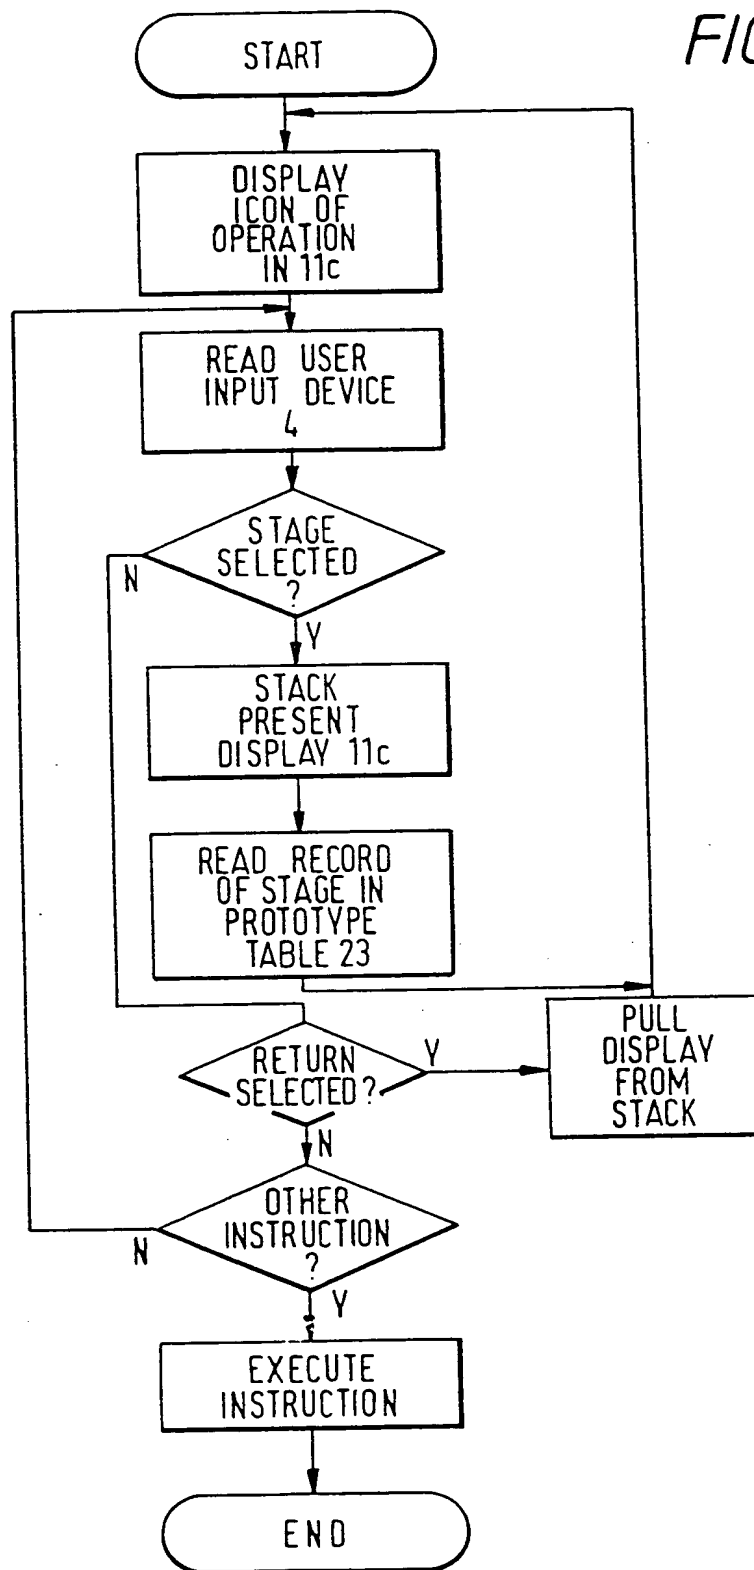 START
FIG
DISPLAY
ICON OF
OPERATION
IN 11c
READ USER
INPUT DEVICE
4
STAGE
SELECTED
?
N
Y
STACK
PRESENT
DISPLAY 11c
READ RECORD
OF STAGE IN
PROTOTYPE
TABLE 23
RETURN
SELECTED?
Y
PULL
DISPLAY
FROM
STACK
N
OTHER
INSTRUCTION
?
N
Y
EXECUTE
INSTRUCTION
END